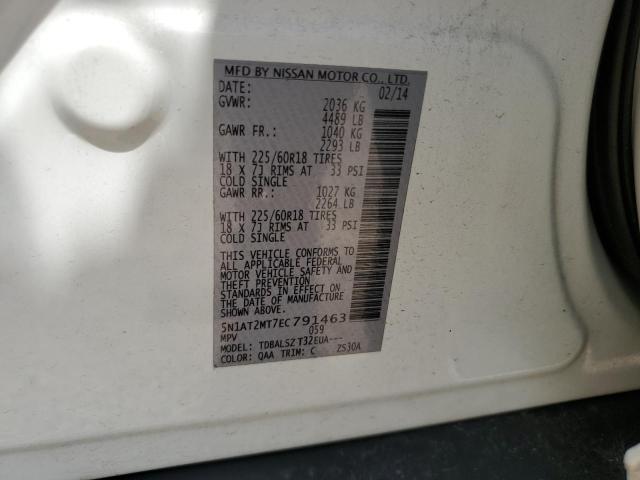 MFD BY NISSAN MOTOR CO., LTD.
DATE: 02/14
GVWR: 2036 KG
4489 LB
GAWR FR.: 1040 KG
2293 LB
WITH 225/60R18 TIRES
18 X 7J RIMS AT 33 PSI
COLD SINGLE
GAWR RR.: 1027 KG
2264 LB
WITH 225/60R18 TIRES
18 X 7J RIMS AT 33 PSI
COLD SINGLE
THIS VEHICLE CONFORMS TO
ALL APPLICABLE FEDERAL
MOTOR VEHICLE SAFETY AND
THEFT PREVENTION
STANDARDS IN EFFECT ON
THE DATE OF MANUFACTURE
SHOWN ABOVE.
5N1AT2MT7EC791463
MPV 059
MODEL: TDBALSZ T32EUA---
COLOR: QAA TRIM: C ZS30A